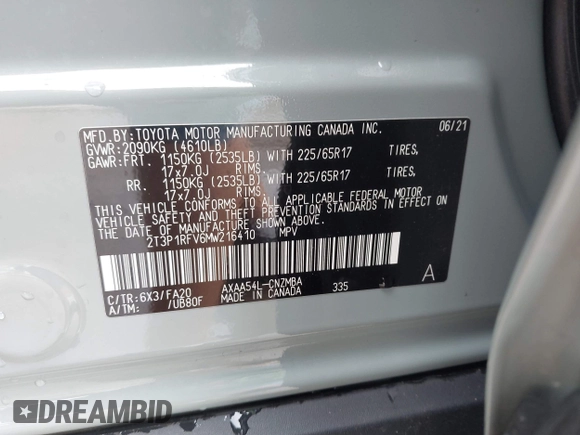 MFD.BY:TOYOTA MOTOR MANUFACTURING CANADA INC. 06/21
GVWR:2090KG (4610LB)
GAWR:FRT. 1150KG (2535LB) WITH 225/65R17 TIRES,
17x7.0J RIMS.
RR. 1150KG (2535LB) WITH 225/65R17 TIRES,
17x7.0J RIMS.
THIS VEHICLE CONFORMS TO ALL APPLICABLE FEDERAL MOTOR
VEHICLE SAFETY AND THEFT PREVENTION STANDARDS IN EFFECT ON
THE DATE OF MANUFACTURE SHOWN ABOVE.
2T3P1RFV6MW216410 MPV
C/TR:6X3/FA20 AXAA54L-CNZMBA 335 A
A/TM: /UB80F MADE IN CANADA
DREAMBID